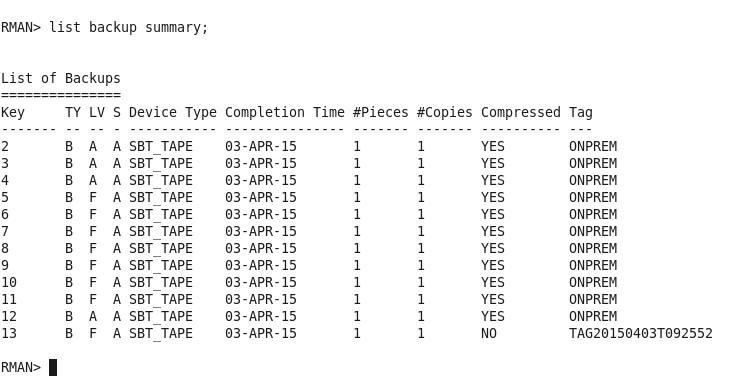 RMAN> list backup summary;
List of Backups
===============
Key     TY LV S Device Type Completion Time #Pieces #Copies Compressed Tag
------- -- -- - ----------- --------------- ------- ------- ---------- ---
2       B  A  A SBT_TAPE    03-APR-15       1       1       YES        ONPREM
3       B  A  A SBT_TAPE    03-APR-15       1       1       YES        ONPREM
4       B  A  A SBT_TAPE    03-APR-15       1       1       YES        ONPREM
5       B  F  A SBT_TAPE    03-APR-15       1       1       YES        ONPREM
6       B  F  A SBT_TAPE    03-APR-15       1       1       YES        ONPREM
7       B  F  A SBT_TAPE    03-APR-15       1       1       YES        ONPREM
8       B  F  A SBT_TAPE    03-APR-15       1       1       YES        ONPREM
9       B  F  A SBT_TAPE    03-APR-15       1       1       YES        ONPREM
10      B  F  A SBT_TAPE    03-APR-15       1       1       YES        ONPREM
11      B  F  A SBT_TAPE    03-APR-15       1       1       YES        ONPREM
12      B  A  A SBT_TAPE    03-APR-15       1       1       YES        ONPREM
13      B  F  A SBT_TAPE    03-APR-15       1       1       NO         TAG20150403T092552
RMAN>